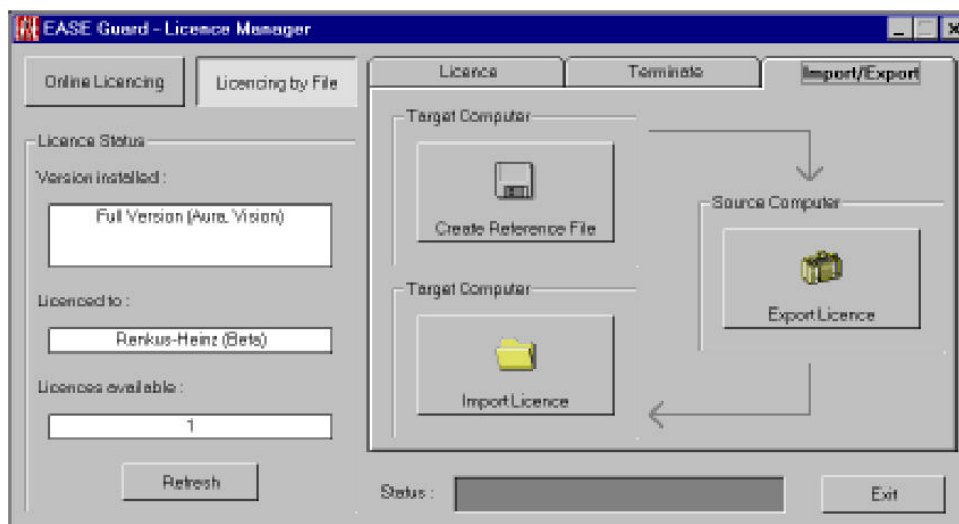 EASE Guard - Licence Manager
Online Licencing
Licencing by File
Licence Status
Version installed :
Full Version (Aura, Vision)
Licenced to :
Renkus-Heinz (Beta)
Licences available :
1
Refresh
Licence
Terminate
Import/Export
Target Computer
Create Reference File
Source Computer
Export Licence
Target Computer
Import Licence
Status :
Exit